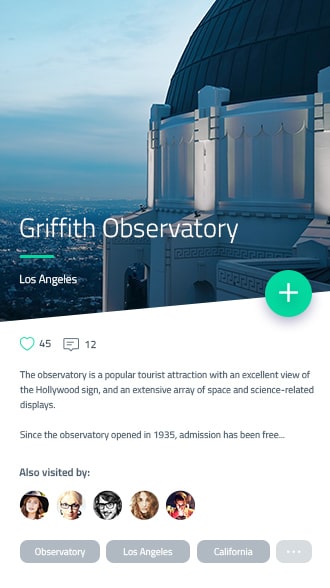 Griffith Observatory
Los Angeles
45 12
The observatory is a popular tourist attraction with an excellent view of
the Hollywood sign, and an extensive array of space and science-related
displays.
Since the observatory opened in 1935, admission has been free...
Also visited by:
Observatory Los Angeles California ...